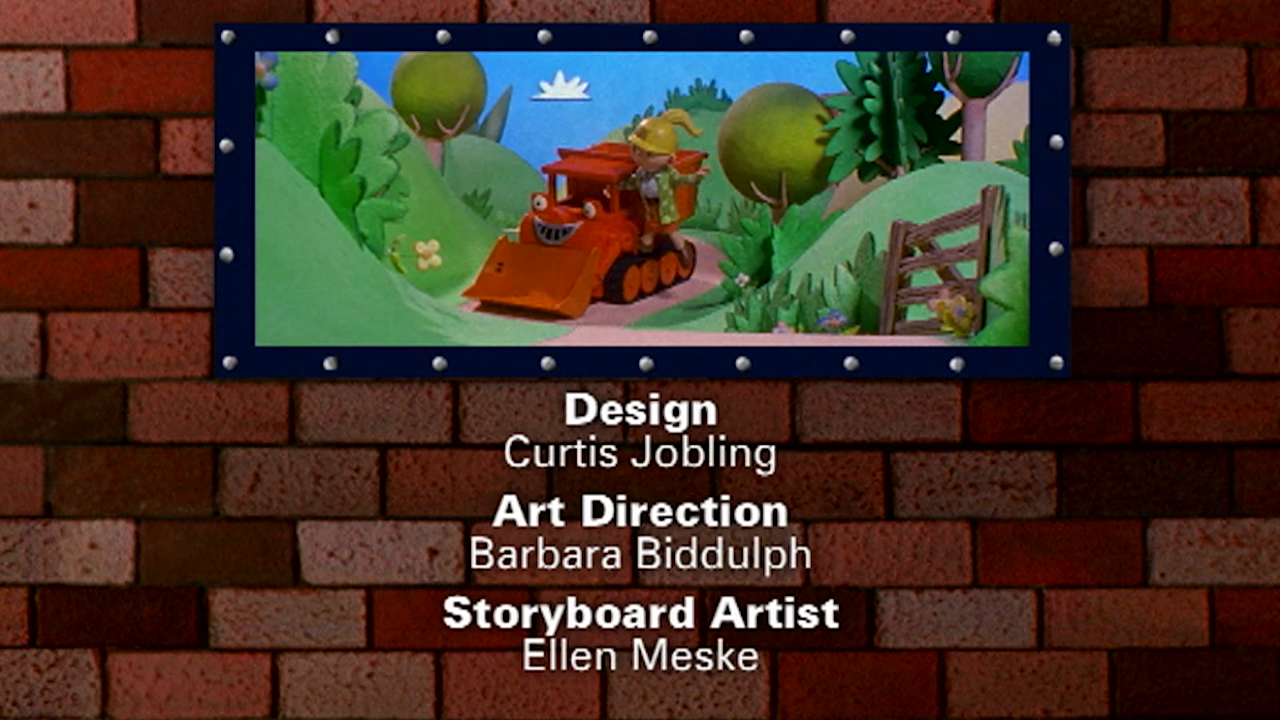 Design
Curtis Jobling
Art Direction
Barbara Biddulph
Storyboard Artist
Ellen Meske